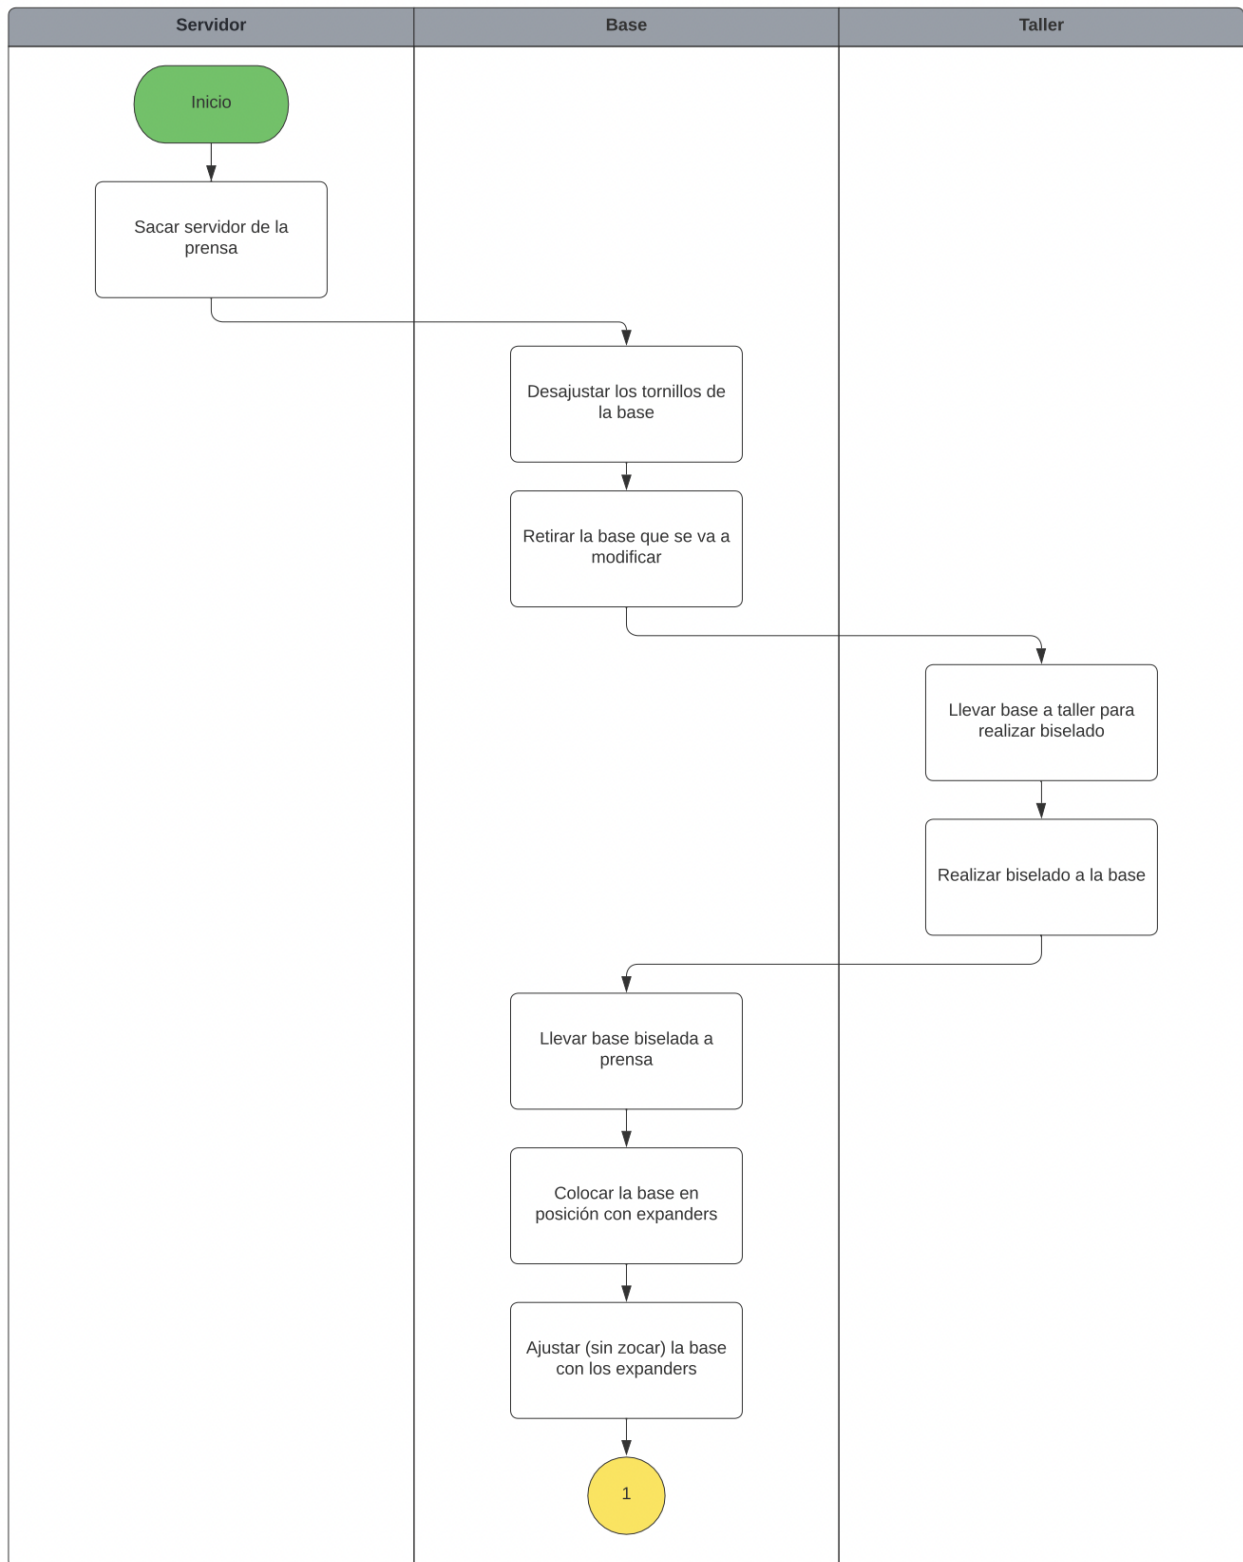 Servidor
Base
Taller
Inicio
Sacar servidor de la
prensa
Desajustar los tornillos de
la base
Retirar la base que se va a
modificar
Llevar base a taller para
realizar biselado
Realizar biselado a la base
Llevar base biselada a
prensa
Colocar la base en
posición con expanders
Ajustar (sin zocar) la base
con los expanders
1